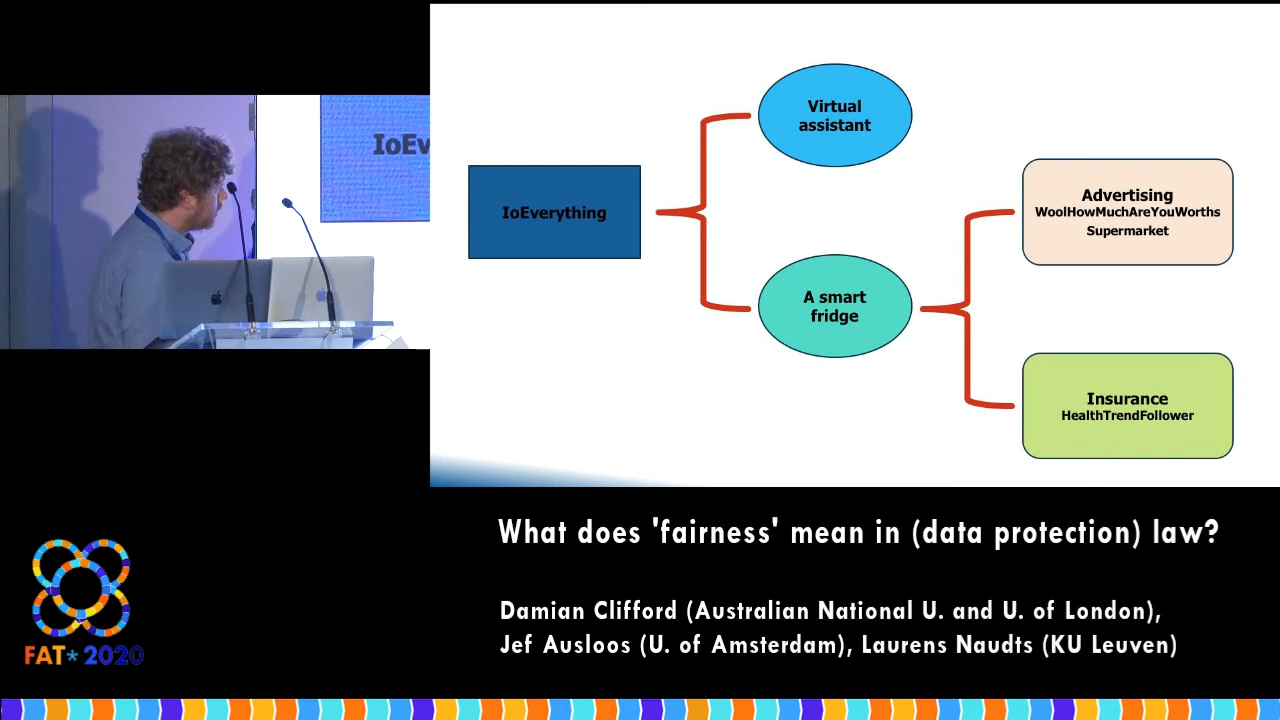 IoEv
IoEverything
Virtual
assistant
A smart
fridge
Advertising
WoolHowMuchAreYouWorths
Supermarket
Insurance
HealthTrendFollower
What does 'fairness' mean in (data protection) law?
Damian Clifford (Australian National U. and U. of London),
Jef Ausloos (U. of Amsterdam), Laurens Naudts (KU Leuven)
FAT* 2020